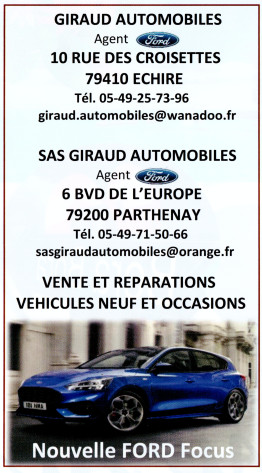 GIRAUD AUTOMOBILES
Agent Ford
10 RUE DES CROISETTES
79410 ECHIRE
Tél. 05-49-25-73-96
giraud.automobiles@wanadoo.fr
SAS GIRAUD AUTOMOBILES
Agent Ford
6 BVD DE L’EUROPE
79200 PARTHENAY
Tél. 05-49-71-50-66
sasgiraudautomobiles@orange.fr
VENTE ET REPARATIONS
VEHICULES NEUF ET OCCASIONS
Nouvelle FORD Focus